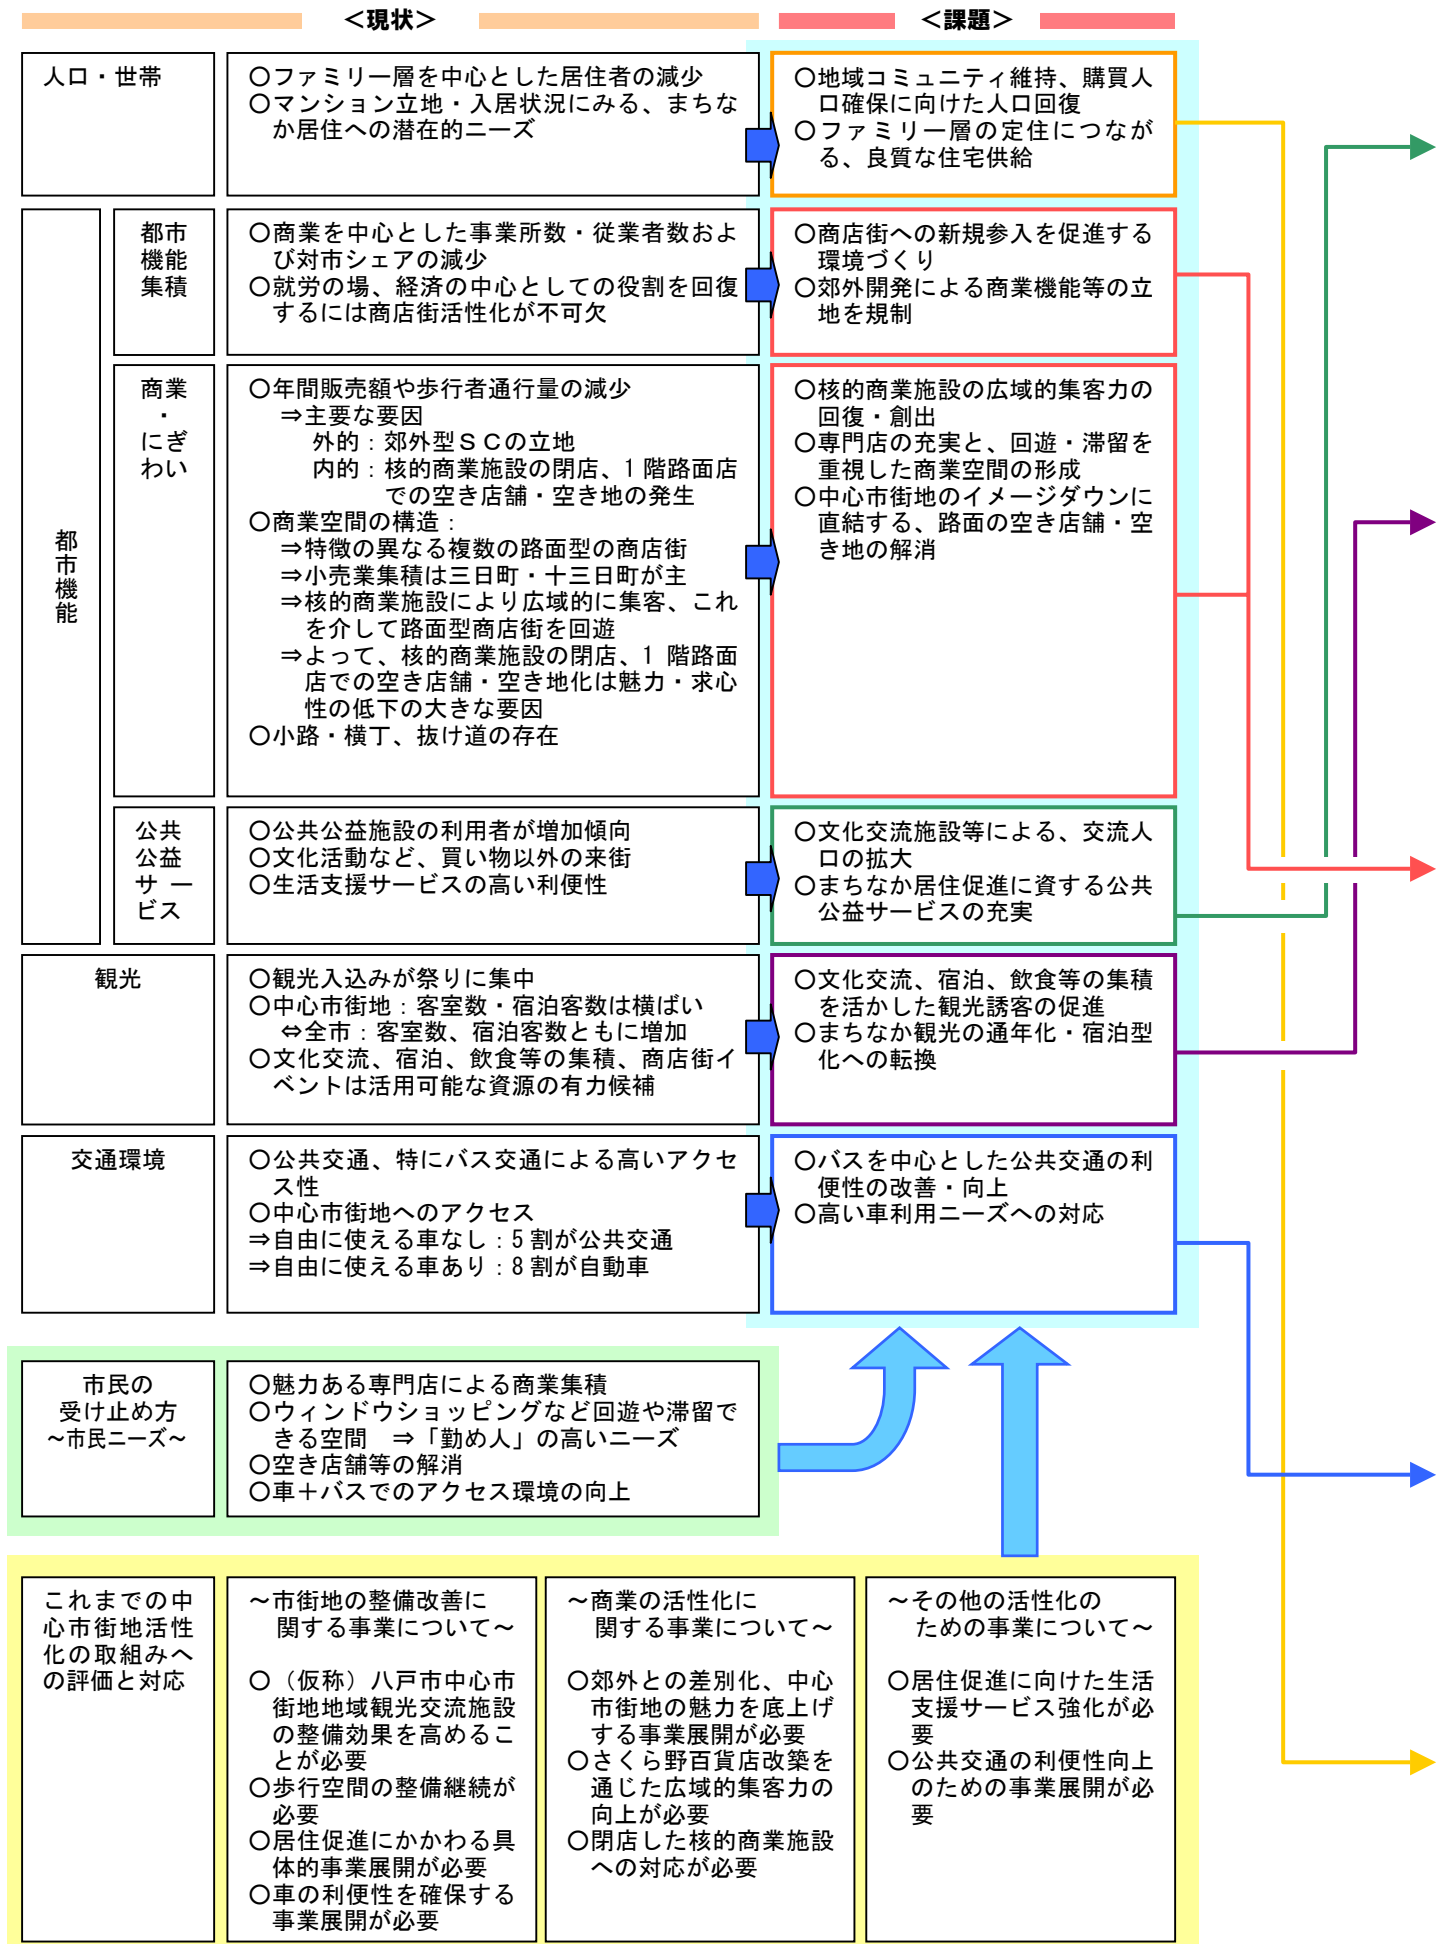 ＜現状＞
＜課題＞
人口・世帯
○ファミリー層を中心とした居住者の減少
○マンション立地・入居状況にみる、まちな
か居住への潜在的ニーズ
○地域コミュニティ維持、購買人
口確保に向けた人口回復
○ファミリー層の定住につなが
る、良質な住宅供給
都市機能
都市
機能
集積
○商業を中心とした事業所数・従業者数およ
び対市シェアの減少
○就労の場、経済の中心としての役割を回復
するには商店街活性化が不可欠
○商店街への新規参入を促進する
環境づくり
○郊外開発による商業機能等の立
地を規制
商業
・
にぎ
わい
○年間販売額や歩行者通行量の減少
⇒主要な要因
外的：郊外型ＳＣの立地
内的：核的商業施設の閉店、1階路面店
での空き店舗・空き地の発生
○商業空間の構造：
⇒特徴の異なる複数の路面型の商店街
⇒小売業集積は三日町・十三日町が主
⇒核的商業施設により広域的に集客、これ
を介して路面型商店街を回遊
⇒よって、核的商業施設の閉店、1 階路面
店での空き店舗・空き地化は魅力・求心
性の低下の大きな要因
○小路・横丁、抜け道の存在
○核的商業施設の広域的集客力の
回復・創出
○専門店の充実と、回遊・滞留を
重視した商業空間の形成
○中心市街地のイメージダウンに
直結する、路面の空き店舗・空
き地の解消
公共
公益
サ ー
ビス
○公共公益施設の利用者が増加傾向
○文化活動など、買い物以外の来街
○生活支援サービスの高い利便性
○文化交流施設等による、交流人
口の拡大
○まちなか居住促進に資する公共
公益サービスの充実
観光
○観光入込みが祭りに集中
○中心市街地：客室数・宿泊客数は横ばい
⇔全市：客室数、宿泊客数ともに増加
○文化交流、宿泊、飲食等の集積、商店街イ
ベントは活用可能な資源の有力候補
○文化交流、宿泊、飲食等の集積
を活かした観光誘客の促進
○まちなか観光の通年化・宿泊型
化への転換
交通環境
○公共交通、特にバス交通による高いアクセ
ス性
○中心市街地へのアクセス
⇒自由に使える車なし：5割が公共交通
⇒自由に使える車あり：8割が自動車
○バスを中心とした公共交通の利
便性の改善・向上
○高い車利用ニーズへの対応
市民の
受け止め方
～市民ニーズ～
○魅力ある専門店による商業集積
○ウィンドウショッピングなど回遊や滞留で
きる空間　⇒「勤め人」の高いニーズ
○空き店舗等の解消
○車＋バスでのアクセス環境の向上
これまでの中
心市街地活性
化の取組みへ
の評価と対応
～市街地の整備改善に
関する事業について～
○（仮称）八戸市中心市
街地地域観光交流施設
の整備効果を高めるこ
とが必要
○歩行空間の整備継続が
必要
○居住促進にかかわる具
体的事業展開が必要
○車の利便性を確保する
事業展開が必要
～商業の活性化に
関する事業について～
○郊外との差別化、中心
市街地の魅力を底上げ
する事業展開が必要
○さくら野百貨店改築を
通じた広域的集客力の
向上が必要
○閉店した核的商業施設
への対応が必要
～その他の活性化の
ための事業について～
○居住促進に向けた生活
支援サービス強化が必
要
○公共交通の利便性向上
のための事業展開が必
要